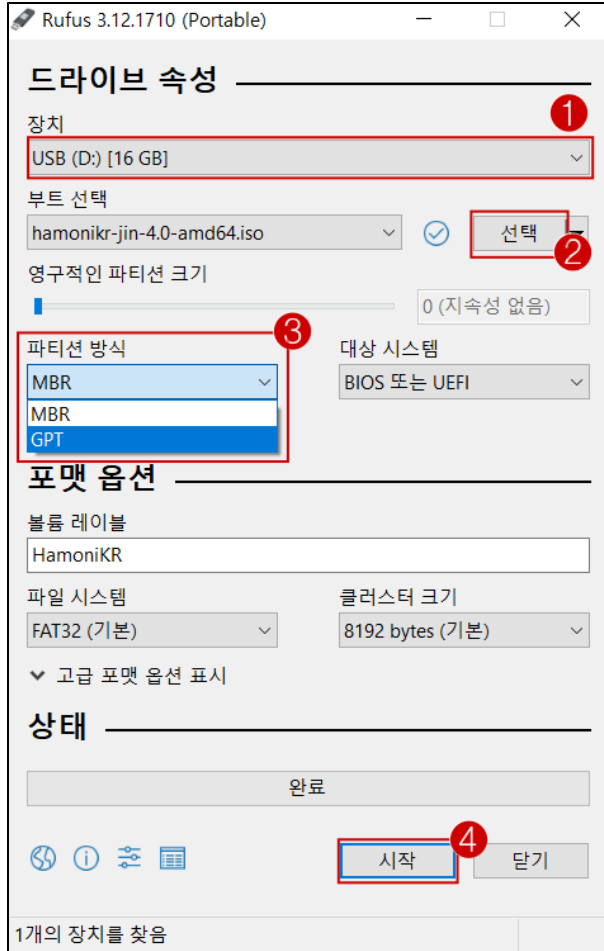 Rufus 3.12.1710 (Portable)
드라이브 속성
1
장치
USB (D:) [16 GB]
부트 선택
hamonikr-jin-4.0-amd64.iso 선택
2
영구적인 파티션 크기
0 (지속성 없음)
3
파티션 방식 대상 시스템
MBR BIOS 또는 UEFI
MBR
GPT
포맷 옵션
볼륨 레이블
HamoniKR
파일 시스템 클러스터 크기
FAT32 (기본) 8192 bytes (기본)
고급 포맷 옵션 표시
상태
완료
4
시작 닫기
1개의 장치를 찾음